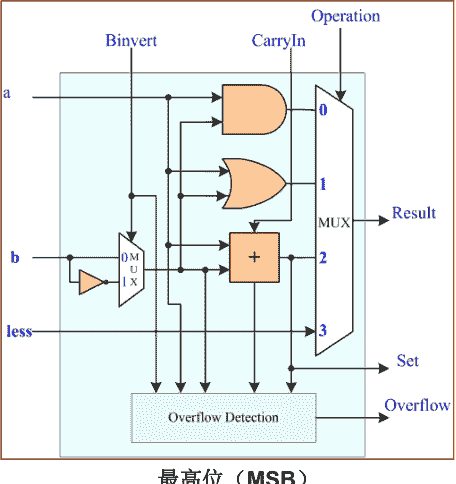 Operation
Binvert
CarryIn
a
0
1
MUX
Result
b
0
M
U
1
X
+
2
less
3
Set
Overflow
Overflow Detection
最高位（MSB）